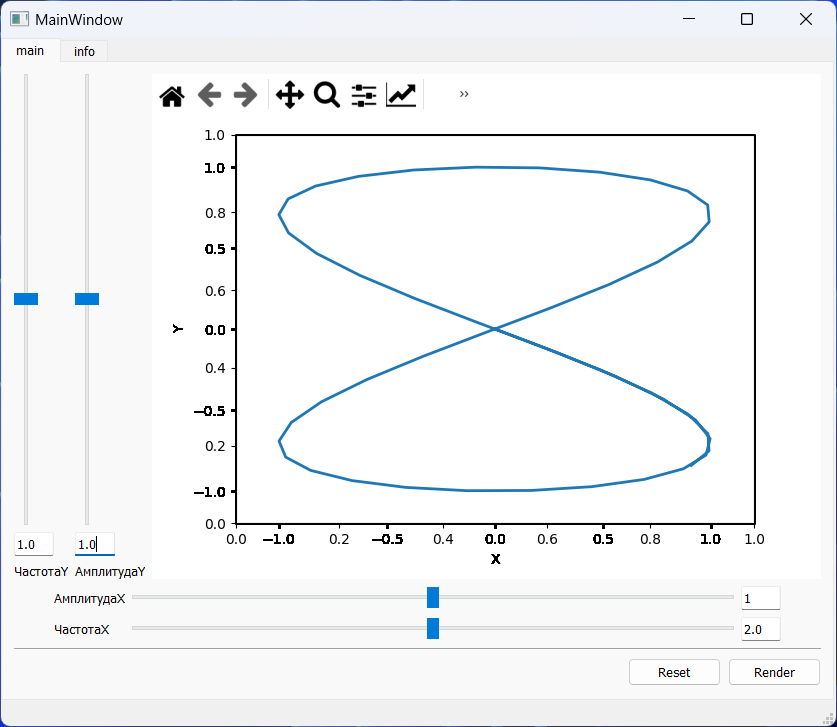 MainWindow
main info
>>
1.0
1.0
0.8
0.5
0.6
Y
0.0
0.4
−0.5
0.2
−1.0
0.0
0.0 −1.0 0.2 −0.5 0.4 0.0 0.6 0.5 0.8 1.0 1.0
X
1.0 1.0
ЧастотаY АмплитудаY
АмплитудаX 1
ЧастотаX 2.0
Reset Render